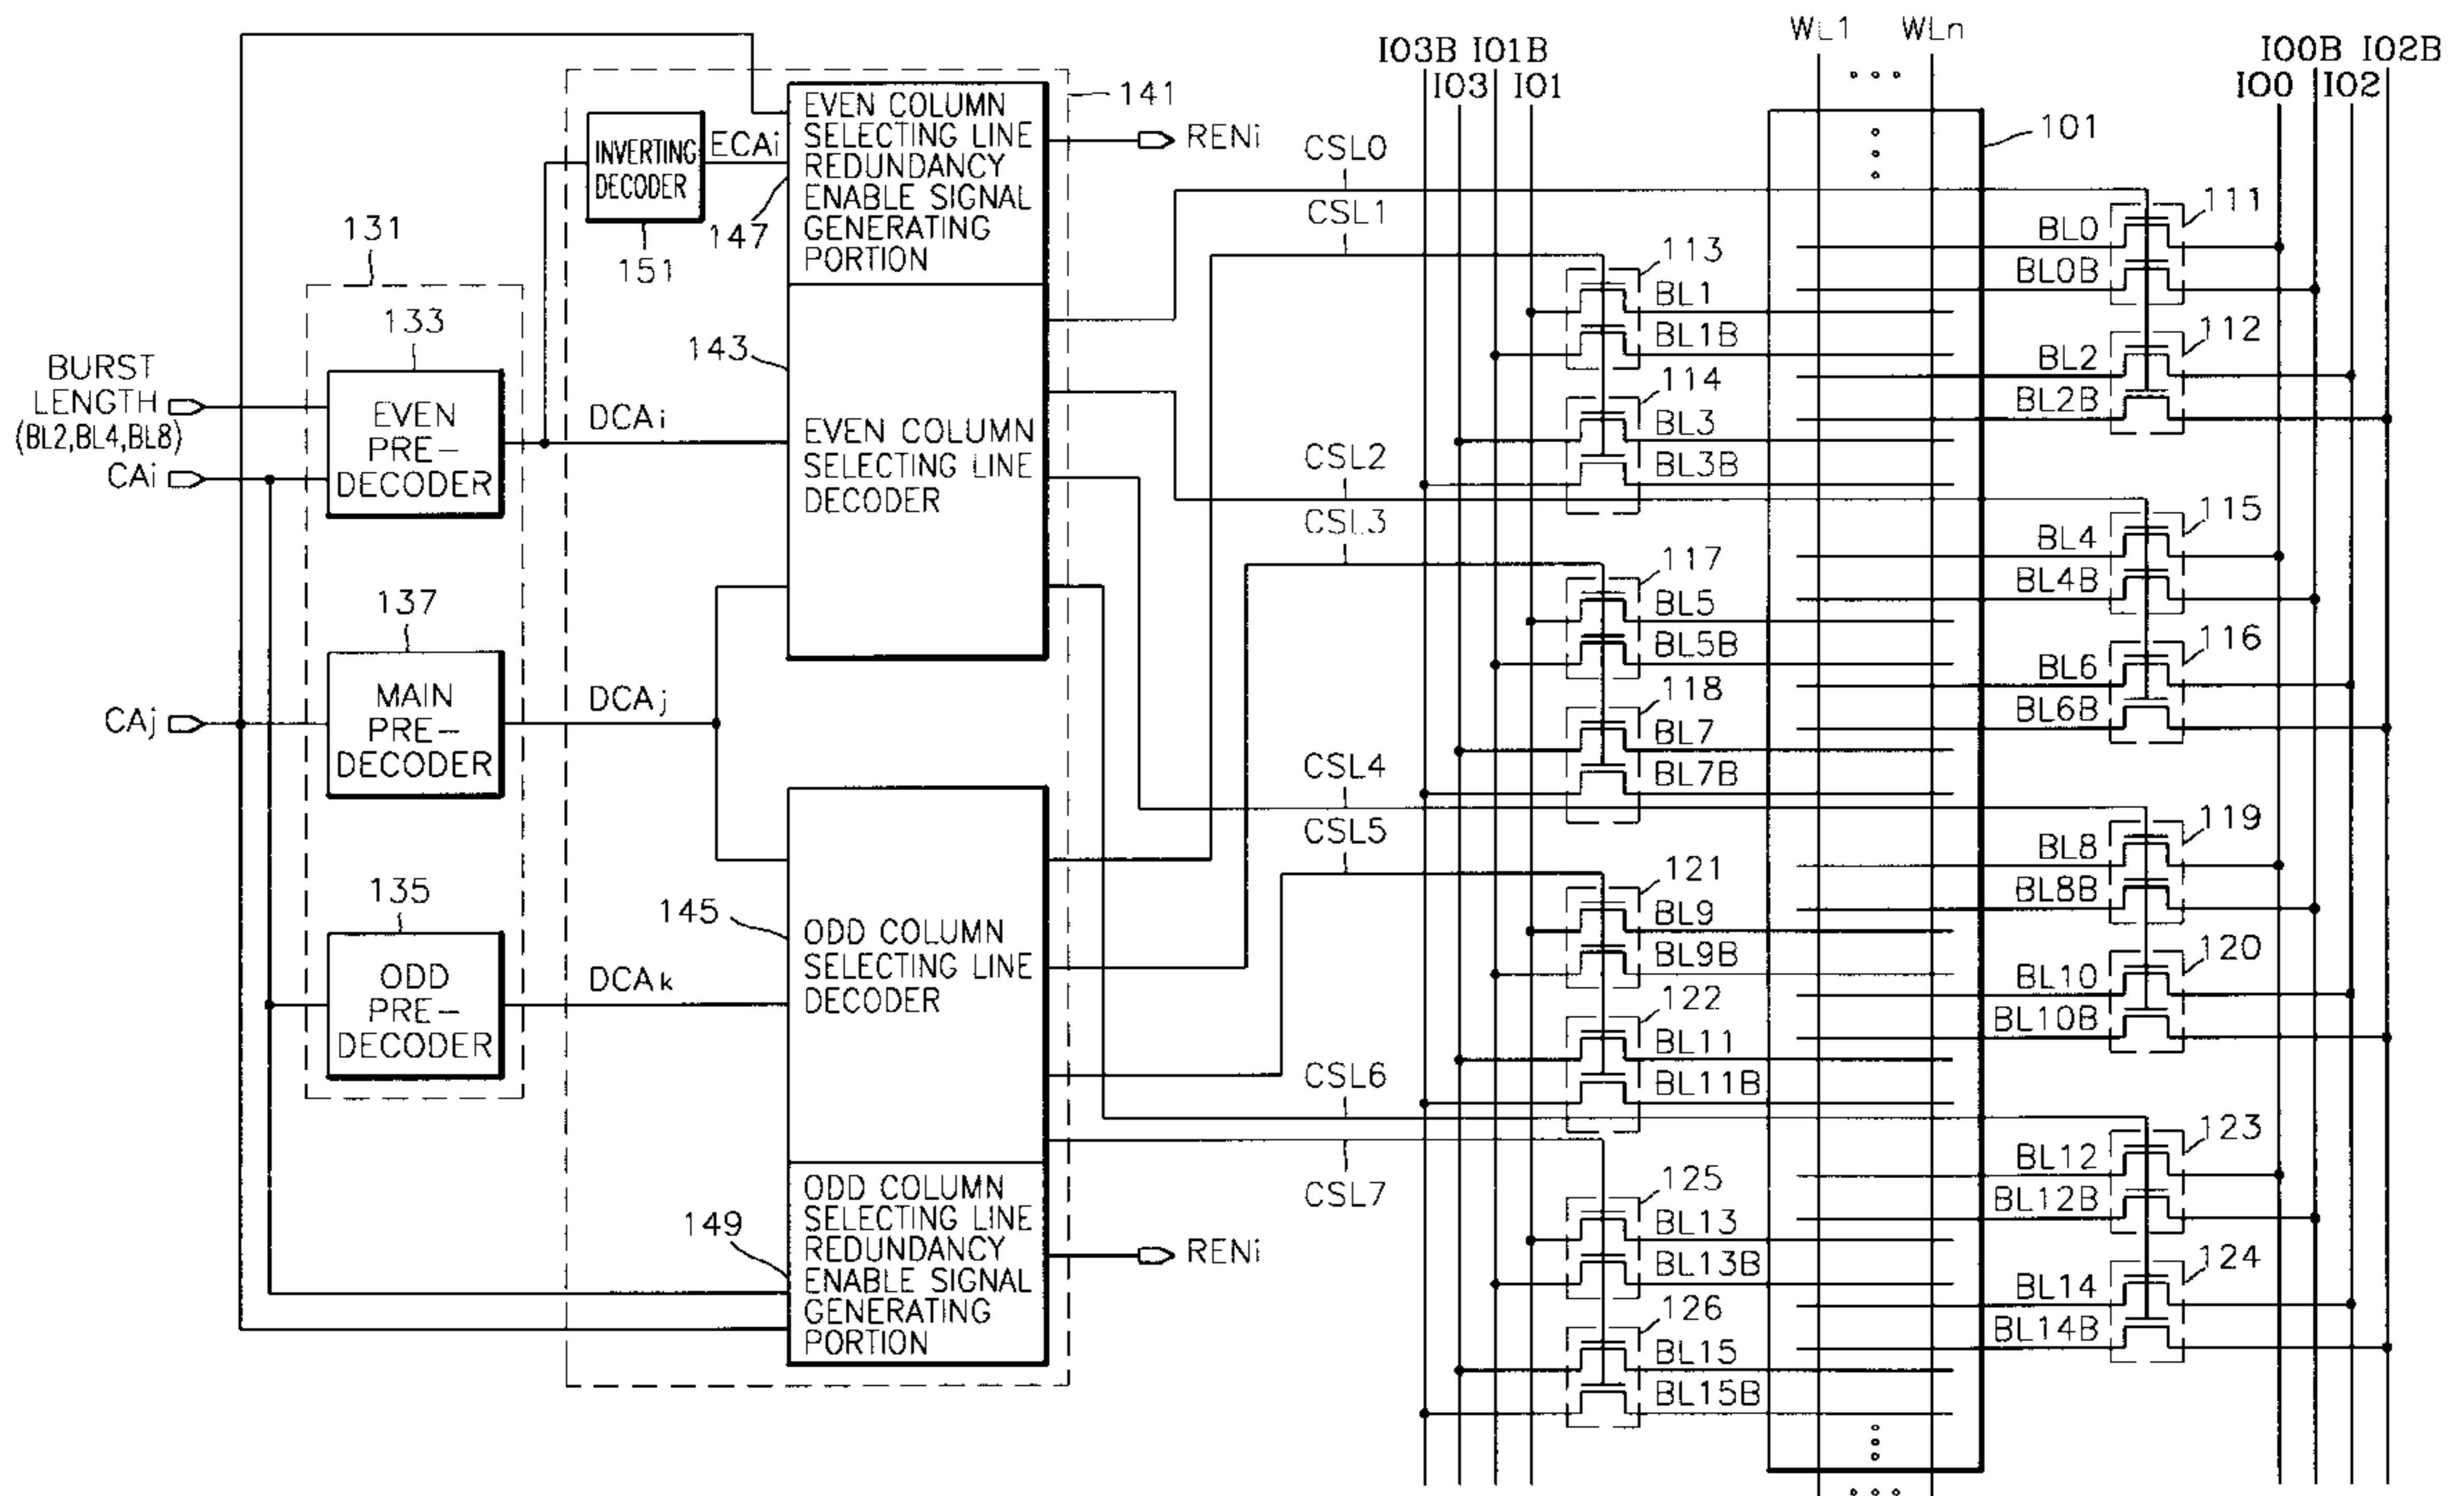 WL1 WLn
IO3B IO1B
IO3 IO1
IO0B IO2B
IO0 IO2
141
101
EVEN COLUMN
SELECTING LINE
REDUNDANCY
ENABLE SIGNAL
GENERATING
PORTION
INVERTING
DECODER
ECAi
147
151
RENi
131
133
143
BURST
LENGTH
(BL2,BL4,BL8)
CAi
EVEN
PRE-
DECODER
DCAi
EVEN COLUMN
SELECTING LINE
DECODER
137
CAj
MAIN
PRE-
DECODER
DCAj
135
145
ODD
PRE-
DECODER
DCAk
ODD COLUMN
SELECTING LINE
DECODER
149
ODD COLUMN
SELECTING LINE
REDUNDANCY
ENABLE SIGNAL
GENERATING
PORTION
RENi
CSL0
CSL1
CSL2
CSL3
CSL4
CSL5
CSL6
CSL7
113
BL1
BL1B
114
BL3
BL3B
117
BL5
BL5B
118
BL7
BL7B
121
BL9
BL9B
122
BL11
BL11B
125
BL13
BL13B
126
BL15
BL15B
111
BL0
BL0B
112
BL2
BL2B
115
BL4
BL4B
116
BL6
BL6B
119
BL8
BL8B
120
BL10
BL10B
123
BL12
BL12B
124
BL14
BL14B